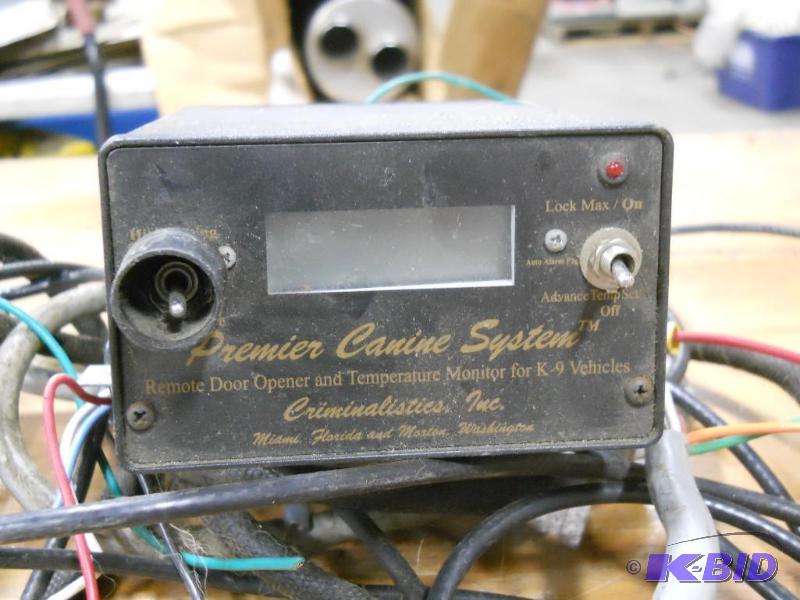 Lock Max / On
Auto Alarm
Advance Temp Set
Off
Premier Canine System™
Remote Door Opener and Temperature Monitor for K-9 Vehicles
Criminalistics, Inc.
Miami, Florida and Morton, Washington
© K-BID